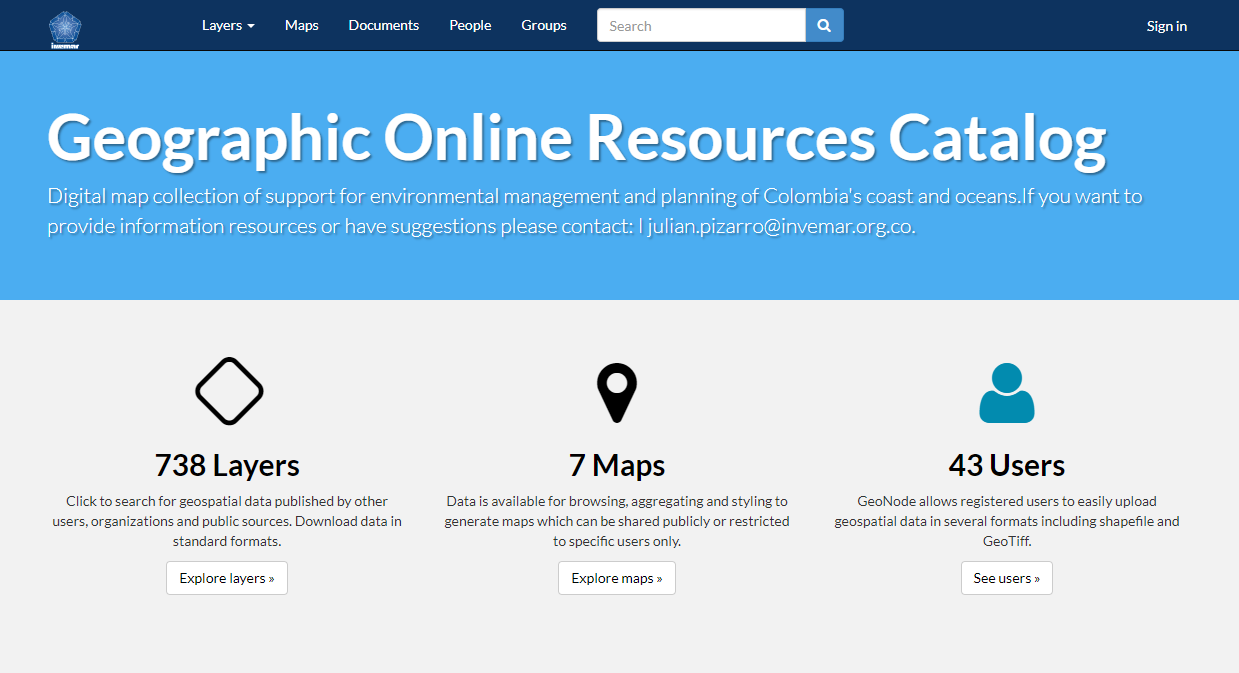 invemar
Layers Maps Documents People Groups Search Sign in
Geographic Online Resources Catalog
Digital map collection of support for environmental management and planning of Colombia's coast and oceans.If you want to
provide information resources or have suggestions please contact: | julian.pizarro@invemar.org.co.
738 Layers
Click to search for geospatial data published by other
users, organizations and public sources. Download data in
standard formats.
Explore layers »
7 Maps
Data is available for browsing, aggregating and styling to
generate maps which can be shared publicly or restricted
to specific users only.
Explore maps »
43 Users
GeoNode allows registered users to easily upload
geospatial data in several formats including shapefile and
GeoTiff.
See users »